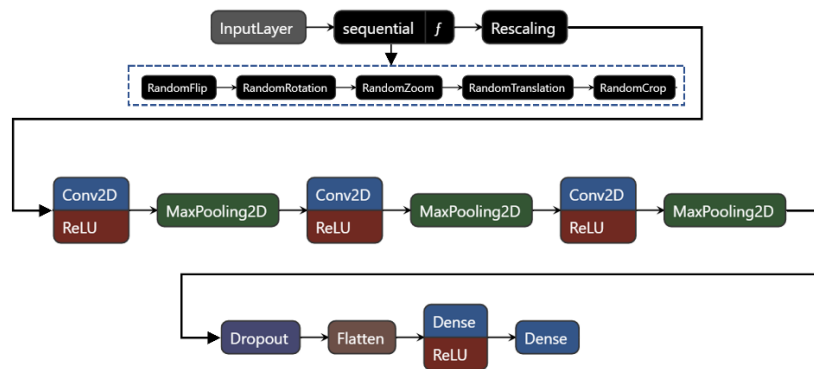 InputLayer
sequential
f
Rescaling
RandomFlip
RandomRotation
RandomZoom
RandomTranslation
RandomCrop
Conv2D
ReLU
MaxPooling2D
Conv2D
ReLU
MaxPooling2D
Conv2D
ReLU
MaxPooling2D
Dropout
Flatten
Dense
ReLU
Dense